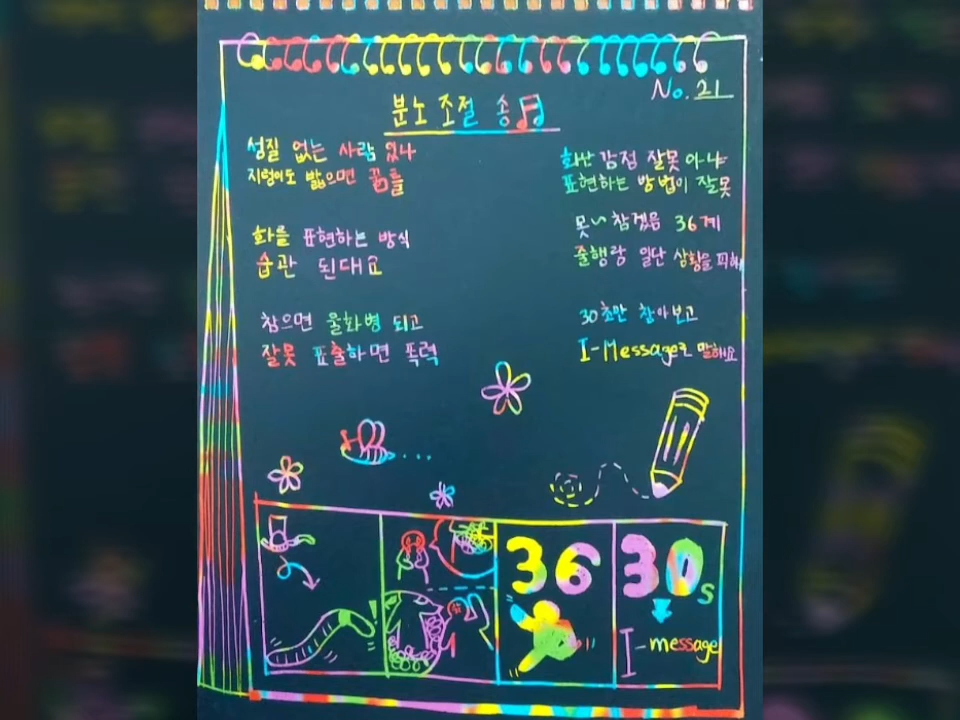 No. 21
분노 조절 송
성질 없는 사람 있나
지렁이도 밟으면 꿈틀
화를 표현하는 방식
습관 된대요
참으면 울화병 되고
잘못 표출하면 폭력
화난 감정 잘못 아냐
표현하는 방법이 잘못
못~참겠음 36계
줄행랑 일단 상황을 피해
30초만 참아보고
I-Message로 말해요
36
30s
I-message